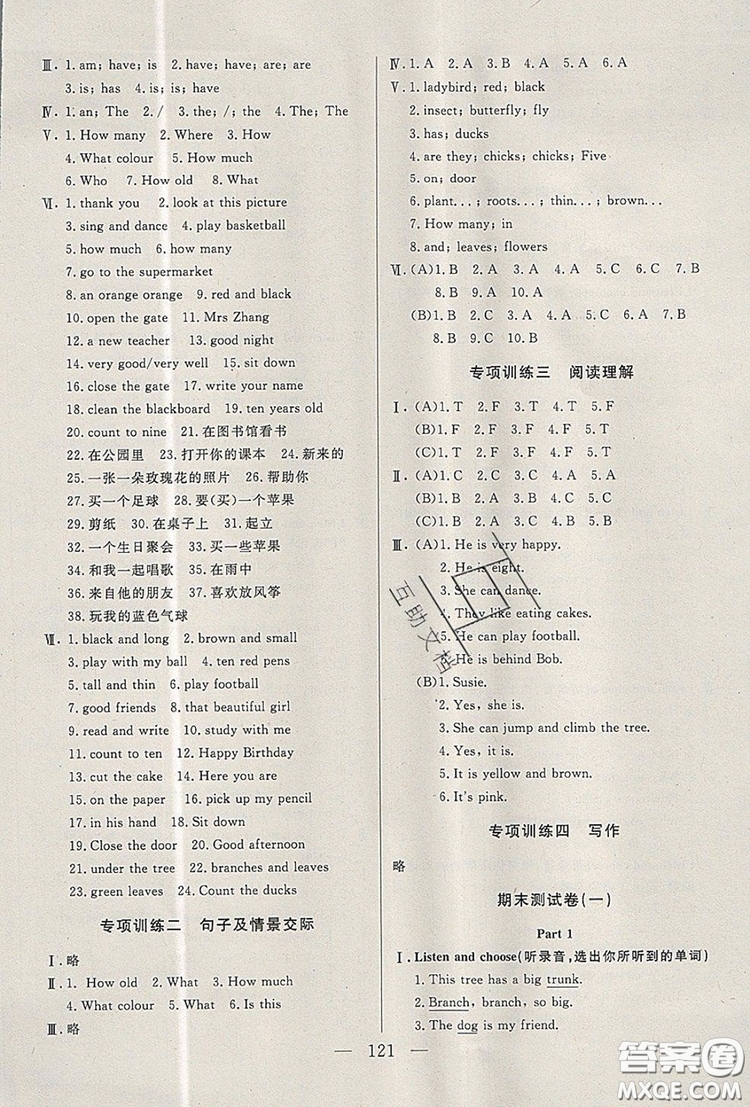 Ⅲ. 1. am; have; is  2. have; have; are; are
3. is; has  4. is; is; have
Ⅳ. 1. an; The  2. /  3. the; /; the  4. The; The
Ⅴ. 1. How many  2. Where  3. How
4. What colour  5. How much
6. Who  7. How old  8. What
Ⅵ. 1. thank you  2. look at this picture
3. sing and dance  4. play basketball
5. how much  6. how many
7. go to the supermarket
8. an orange orange  9. red and black
10. open the gate  11. Mrs Zhang
12. a new teacher  13. good night
14. very good/very well  15. sit down
16. close the gate  17. write your name
18. clean the blackboard  19. ten years old
20. count to nine  21. 在图书馆看书
22. 在公园里  23. 打开你的课本  24. 新来的
25. 一张一朵玫瑰花的照片  26. 帮助你
27. 买一个足球  28. 要(买)一个苹果
29. 剪纸  30. 在桌子上  31. 起立
32. 一个生日聚会  33. 买一些苹果
34. 和我一起唱歌  35. 在雨中
36. 来自他的朋友  37. 喜欢放风筝
38. 玩我的蓝色气球
Ⅶ. 1. black and long  2. brown and small
3. play with my ball  4. ten red pens
5. tall and thin  6. play football
7. good friends  8. that beautiful girl
9. read and write  10. study with me
11. count to ten  12. Happy Birthday
13. cut the cake  14. Here you are
15. on the paper  16. pick up my pencil
17. in his hand  18. Sit down
19. Close the door  20. Good afternoon
21. under the tree  22. branches and leaves
23. green leaves  24. Count the ducks
专项训练二 句子及情景交际
Ⅰ. 略
Ⅱ. 1. How old  2. What  3. How many
4. What colour  5. What  6. Is this
Ⅲ. 略
Ⅳ. 1. A  2. A  3. A  4. A  5. A  6. A
Ⅴ. 1. ladybird; red; black
2. insect; butterfly; fly
3. has; ducks
4. are they; chicks; chicks; Five
5. on; door
6. plant...; roots...; thin...; brown...
7. How many; in
8. and; leaves; flowers
Ⅵ. (A)1. B  2. A  3. A  4. A  5. C  6. A  7. B
8. B  9. A  10. A
(B)1. B  2. A  3. A  4. B  5. C  6. C  7. B
8. B  9. C  10. B
专项训练三 阅读理解
Ⅰ. (A)1. T  2. F  3. T  4. T  5. F
(B)1. F  2. F  3. T  4. F  5. T
(C)1. F  2. T  3. F  4. T  5. F
Ⅱ. (A)1. C  2. C  3. A  4. C  5. A
(B)1. C  2. B  3. C  4. A  5. B
(C)1. B  2. A  3. A  4. B  5. A
Ⅲ. (A)1. He is very happy.
2. He is eight.
3. She can dance.
4. They like eating cakes.
5. He can play football.
6. He is behind Bob.
(B)1. Susie.
2. Yes, she is.
3. She can jump and climb the tree.
4. Yes, it is.
5. It is yellow and brown.
6. It's pink.
专项训练四 写作
略
期末测试卷(一)
Part 1
Ⅰ. Listen and choose(听录音,选出你所听到的单词)
1. This tree has a big trunk.
2. Branch, branch, so big.
3. The dog is my friend.
— 121 —
互助文档
答案圈
MXQE.COM